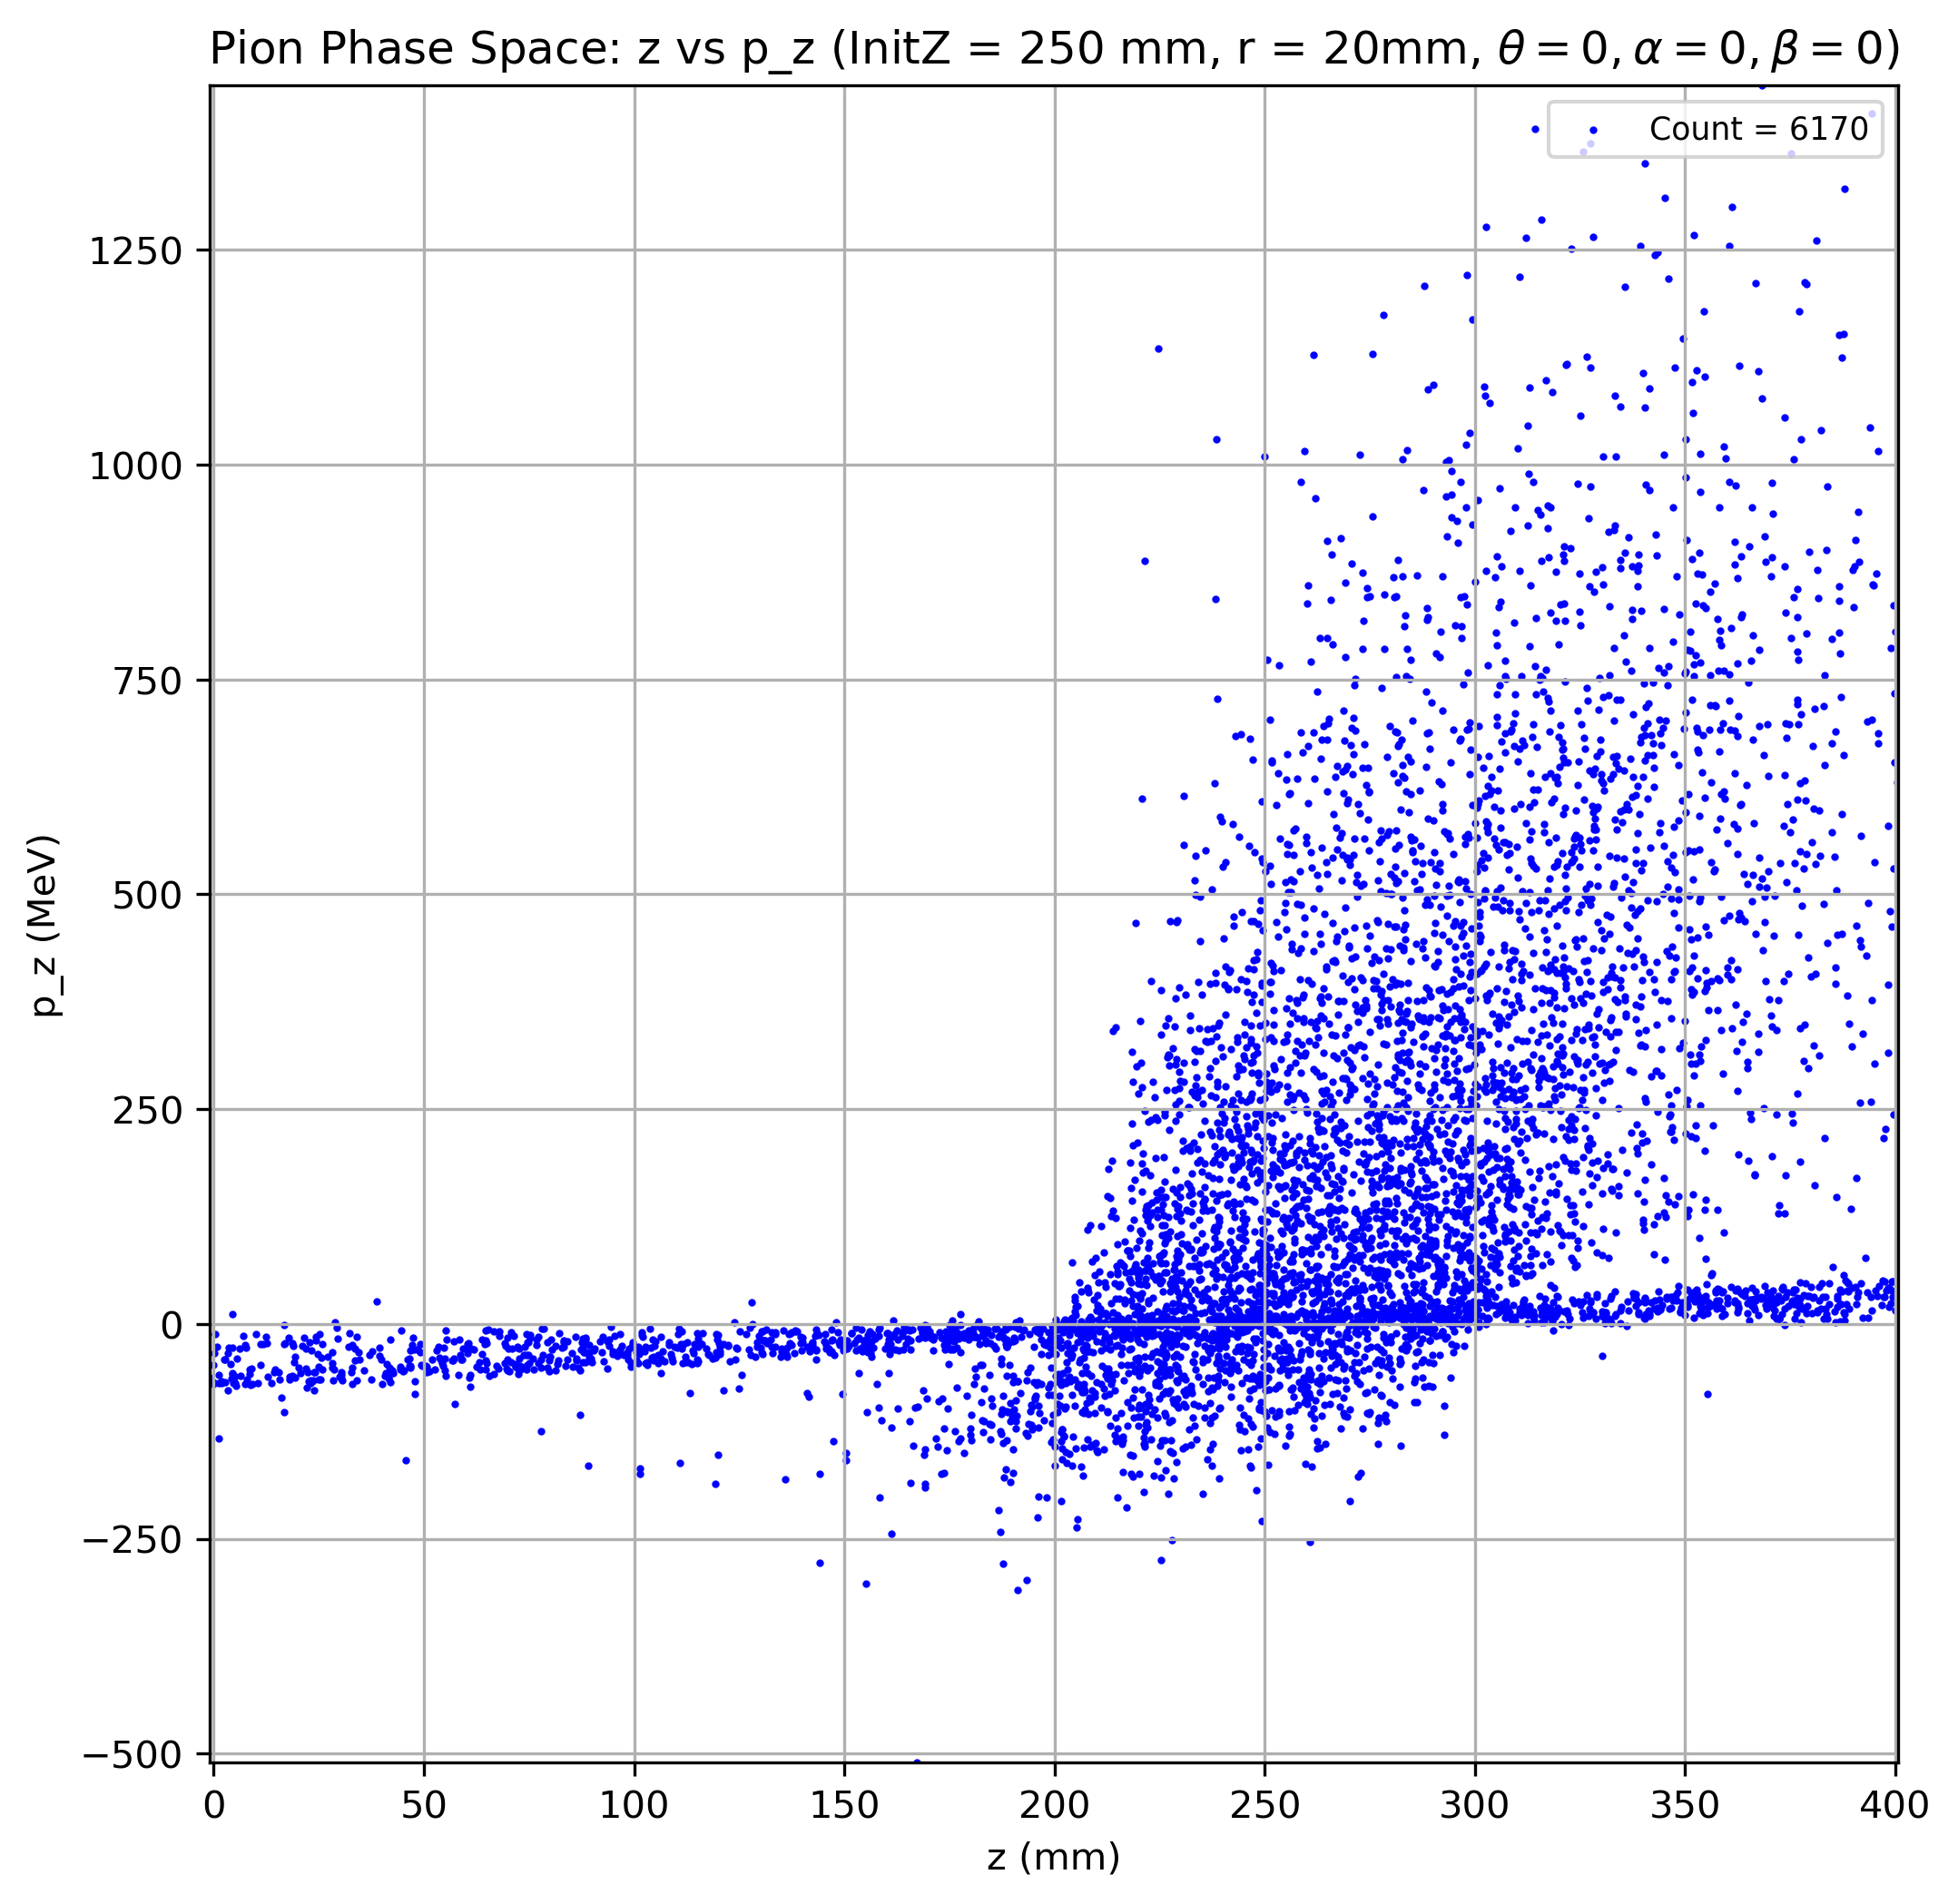 Pion Phase Space: z vs p_z (InitZ = 250 mm, r = 20mm, θ = 0, α = 0, β = 0)
Count = 6170
1250
1000
750
500
250
0
−250
−500
p_z (MeV)
0 50 100 150 200 250 300 350 400
z (mm)